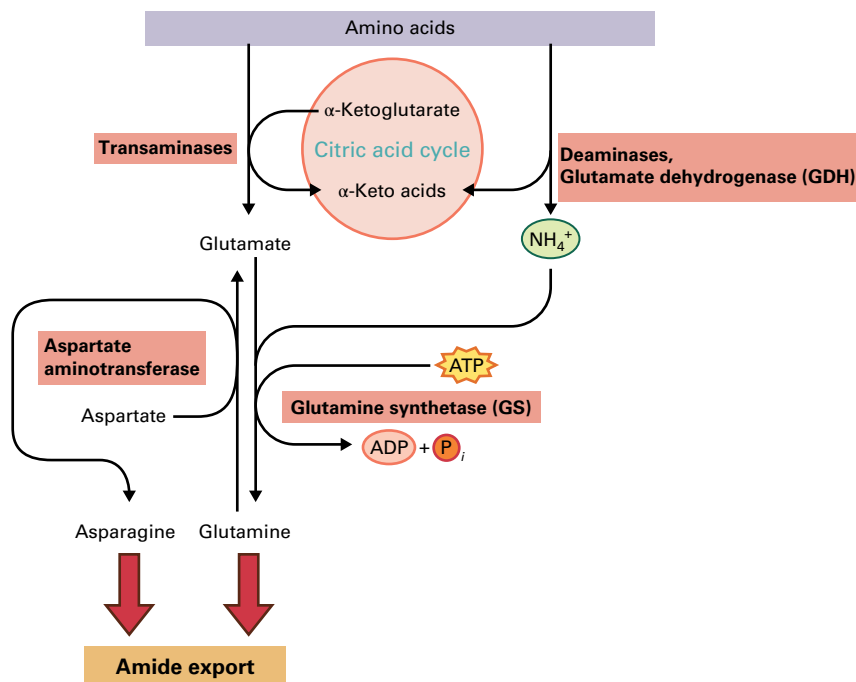 Amino acids
α-Ketoglutarate
Transaminases
Citric acid cycle
Deaminases,
Glutamate dehydrogenase (GDH)
α-Keto acids
Glutamate
NH₄⁺
Aspartate
aminotransferase
ATP
Aspartate
Glutamine synthetase (GS)
ADP + Pᵢ
Asparagine
Glutamine
Amide export